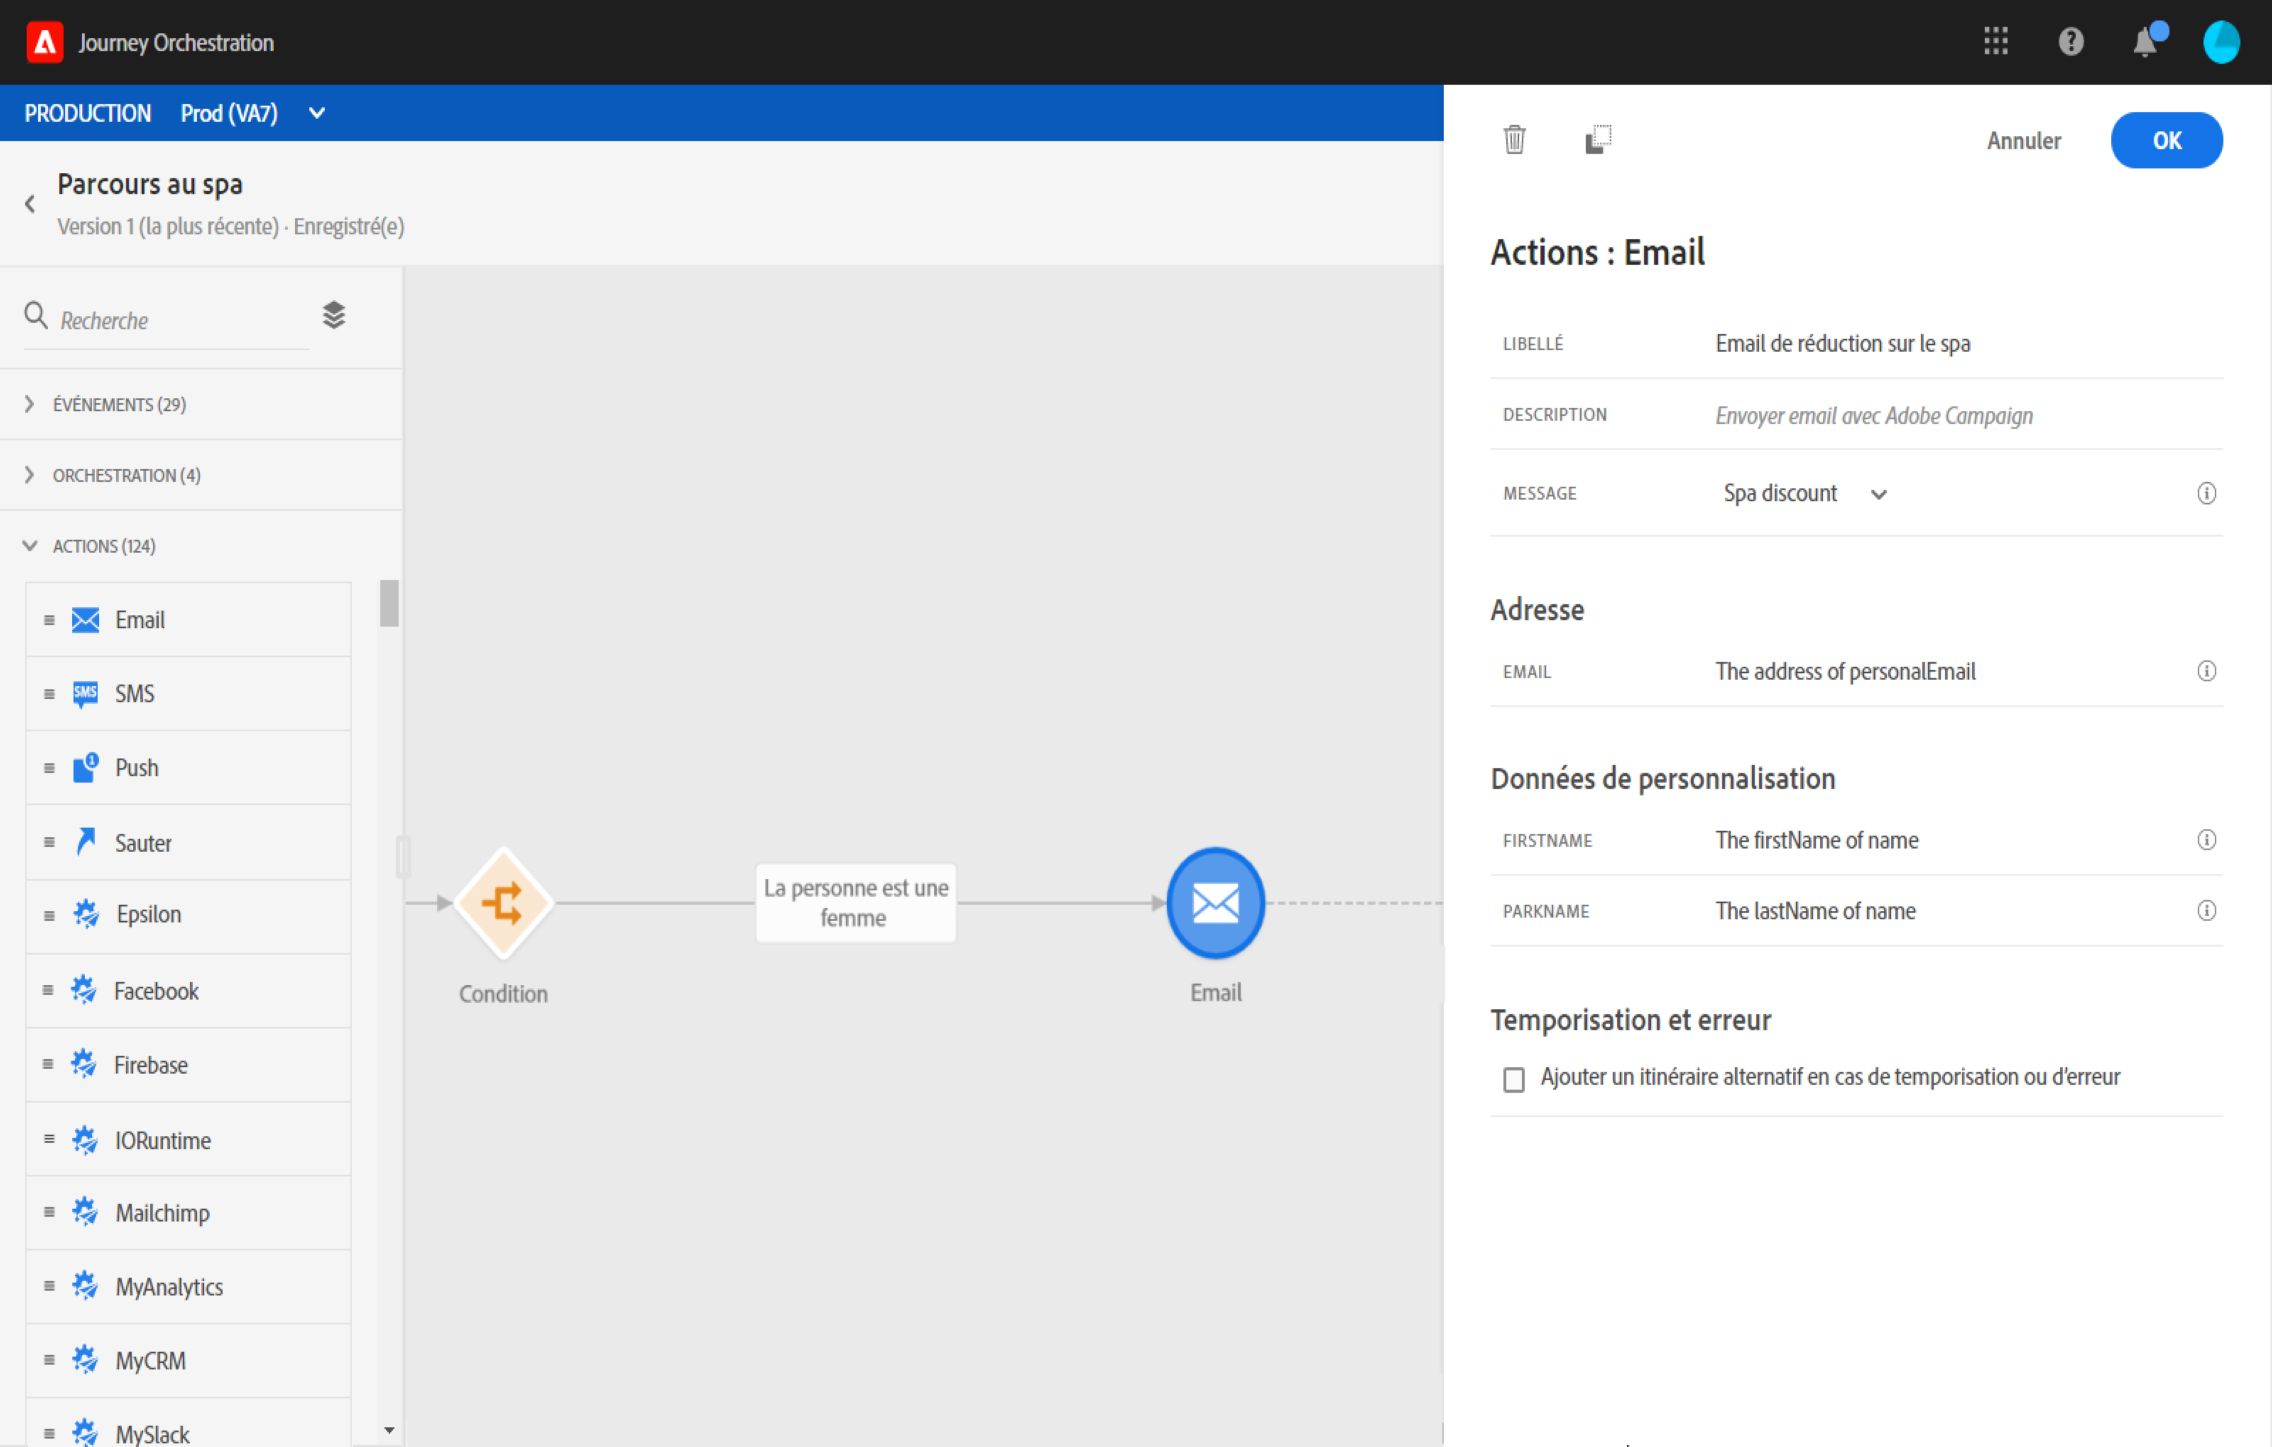 Journey Orchestration
PRODUCTION Prod (VA7)
Parcours au spa
Version 1 (la plus récente) · Enregistré(e)
Recherche
ÉVÉNEMENTS (29)
ORCHESTRATION (4)
ACTIONS (124)
Email
SMS
SMS
Push
Sauter
Epsilon
Facebook
Firebase
IORuntime
Mailchimp
MyAnalytics
MyCRM
MySlack
Condition
La personne est une
femme
Email
Annuler
OK
Actions : Email
LIBELLÉ Email de réduction sur le spa
DESCRIPTION Envoyer email avec Adobe Campaign
MESSAGE Spa discount
Adresse
EMAIL The address of personalEmail
Données de personnalisation
FIRSTNAME The firstName of name
PARKNAME The lastName of name
Temporisation et erreur
Ajouter un itinéraire alternatif en cas de temporisation ou d'erreur